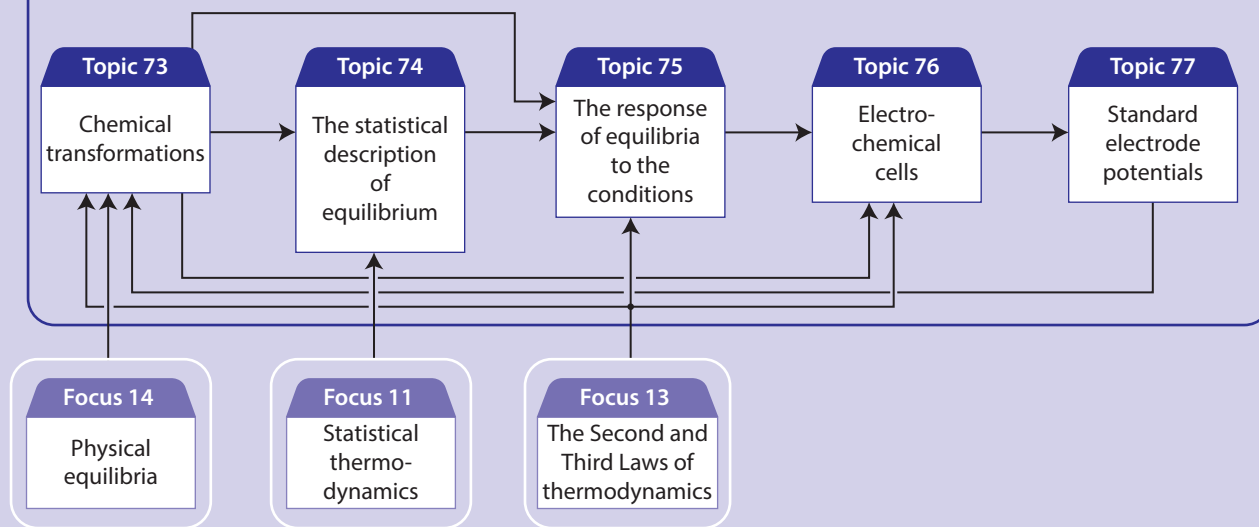 Topic 73
Chemical
transformations
Topic 74
The statistical
description
of
equilibrium
Topic 75
The response
of equilibria
to the
conditions
Topic 76
Electro-
chemical
cells
Topic 77
Standard
electrode
potentials
Focus 14
Physical
equilibria
Focus 11
Statistical
thermo-
dynamics
Focus 13
The Second and
Third Laws of
thermodynamics